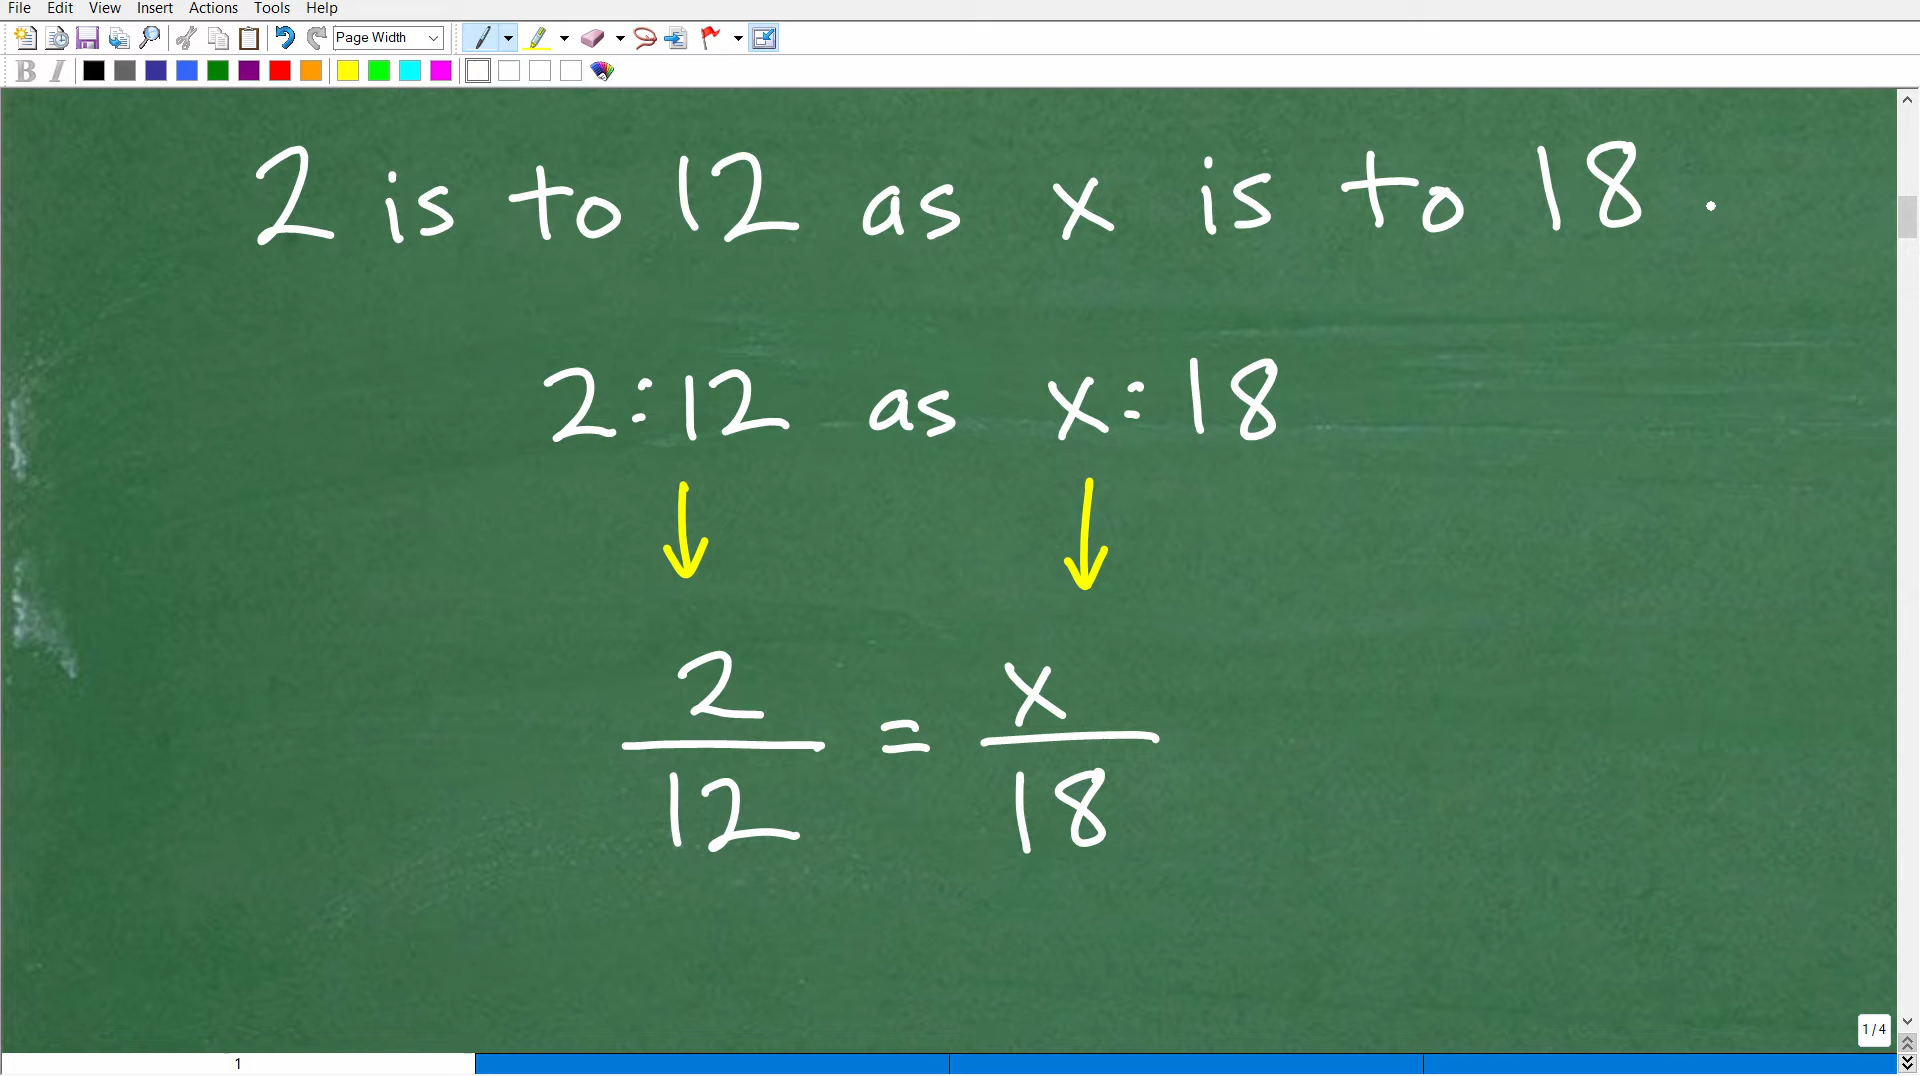 File Edit View Insert Actions Tools Help
Page Width
B I
2 is to 12 as x is to 18 .
2:12 as x:18
2/12 = x/18
1/4
1